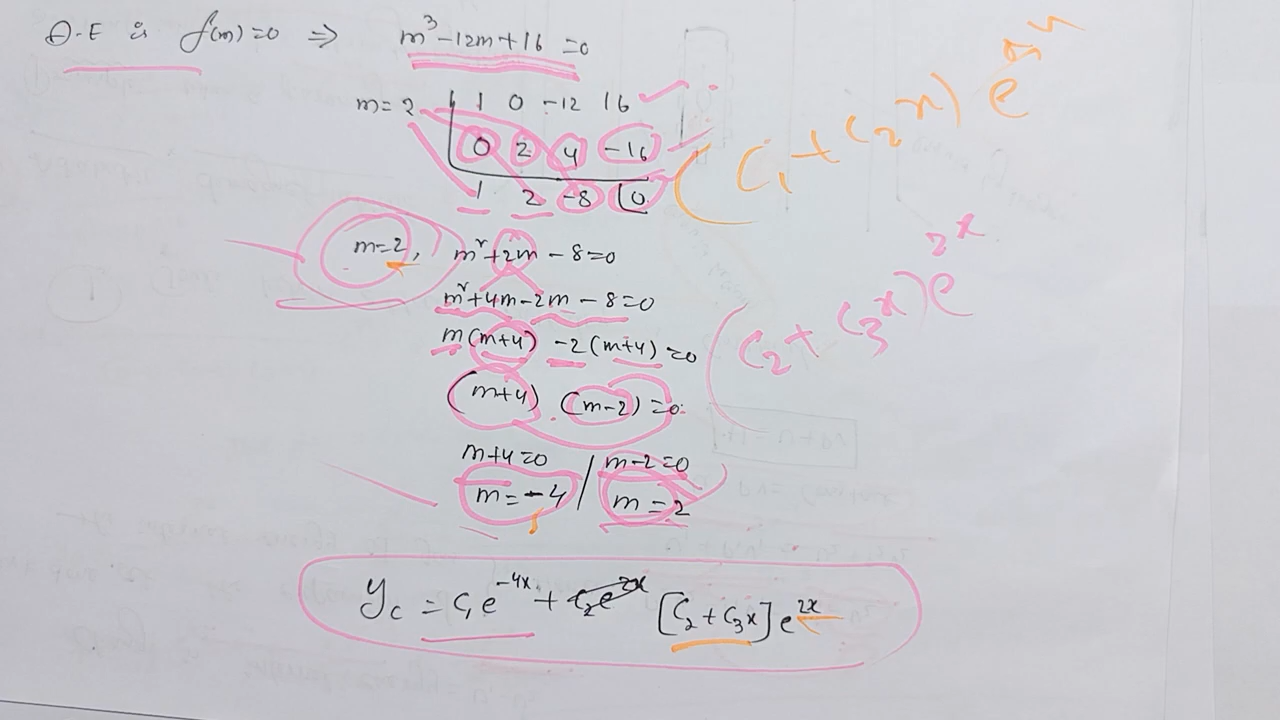 A.E is f(m)=0 ⇒ m³-12m+16=0
m=2 | 1 0 -12 16
0 2 4 -16
1 2 -8 0
m=2, m²+2m-8=0
m²+4m-2m-8=0
m(m+4) -2(m+4)=0
(m+4) (m-2)=0
m+4=0 / m-2=0
m=-4 / m=2
y_c = c₁e^{-4x} + c₂e^{2x} [c₂+c₃x]e^{2x}
(c₁+c₂x)e
(c₂+c₃x)e^{2x}